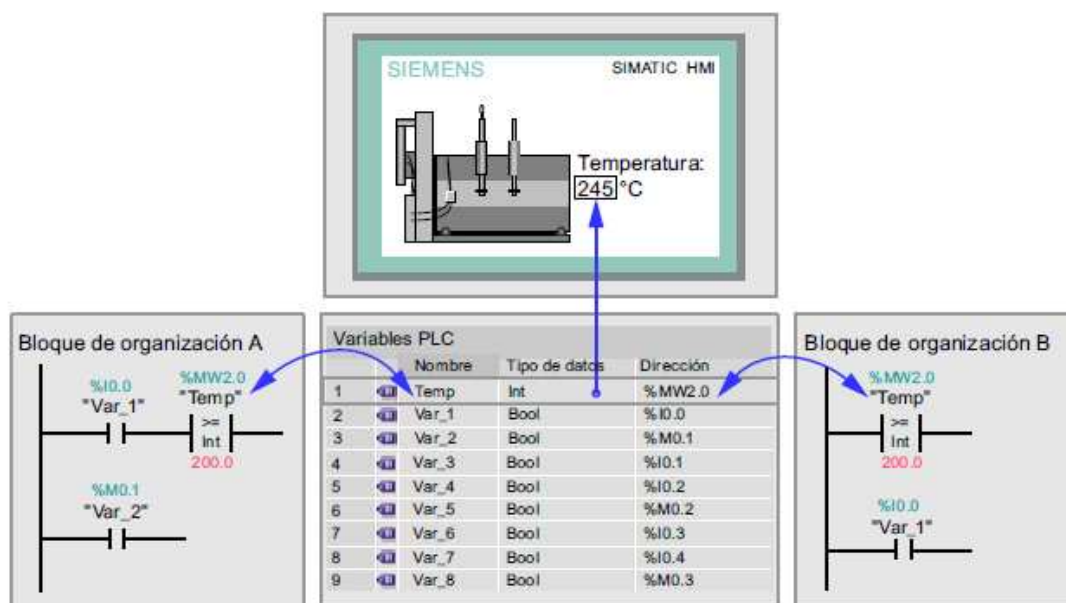 SIEMENS SIMATIC HMI
Temperatura:
245 °C
Bloque de organización A
%I0.0 %MW2.0
"Var_1" "Temp"
>=
Int
200.0
%M0.1
"Var_2"
Variables PLC
Nombre Tipo de datos Dirección
1 Temp Int %MW2.0
2 Var_1 Bool %I0.0
3 Var_2 Bool %M0.1
4 Var_3 Bool %I0.1
5 Var_4 Bool %I0.2
6 Var_5 Bool %M0.2
7 Var_6 Bool %I0.3
8 Var_7 Bool %I0.4
9 Var_8 Bool %M0.3
Bloque de organización B
%MW2.0
"Temp"
>=
Int
200.0
%I0.0
"Var_1"